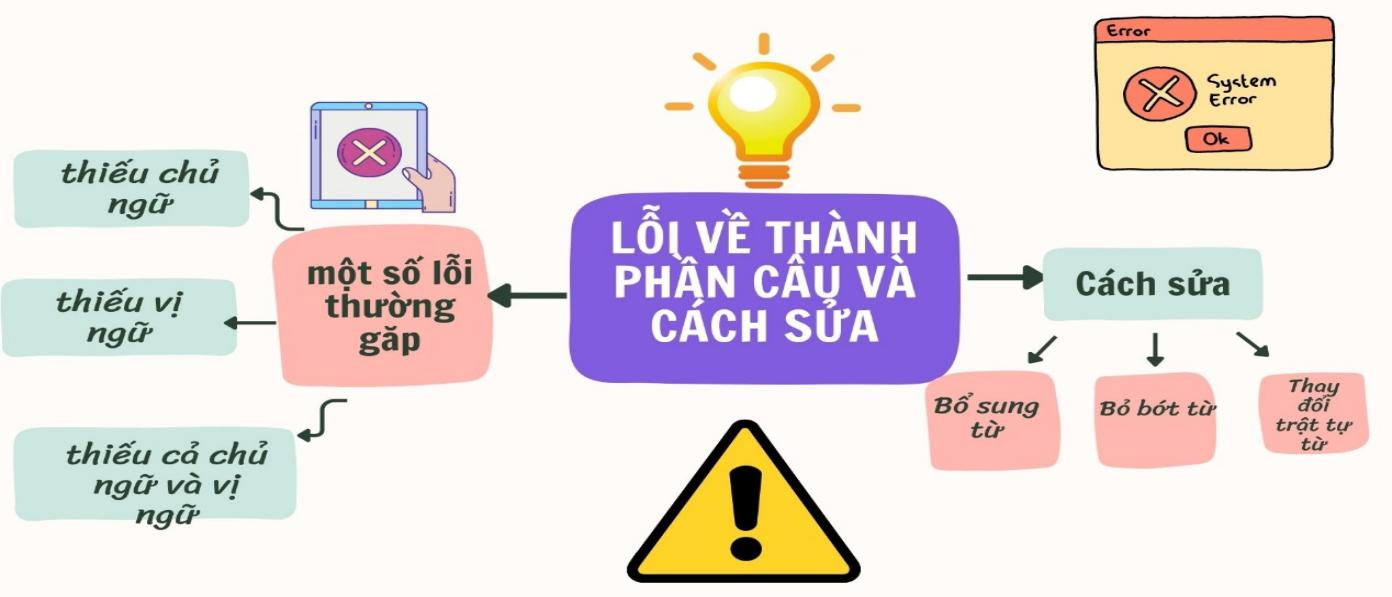 Error
System
Error
Ok
thiếu chủ
ngữ
LỖI VỀ THÀNH
PHẦN CÂU VÀ
CÁCH SỬA
một số lỗi
thường
găp
Cách sửa
thiếu vị
ngữ
Bổ sung
từ
Bỏ bớt từ
Thay
đổi
trật tự
từ
thiếu cả chủ
ngữ và vị
ngữ